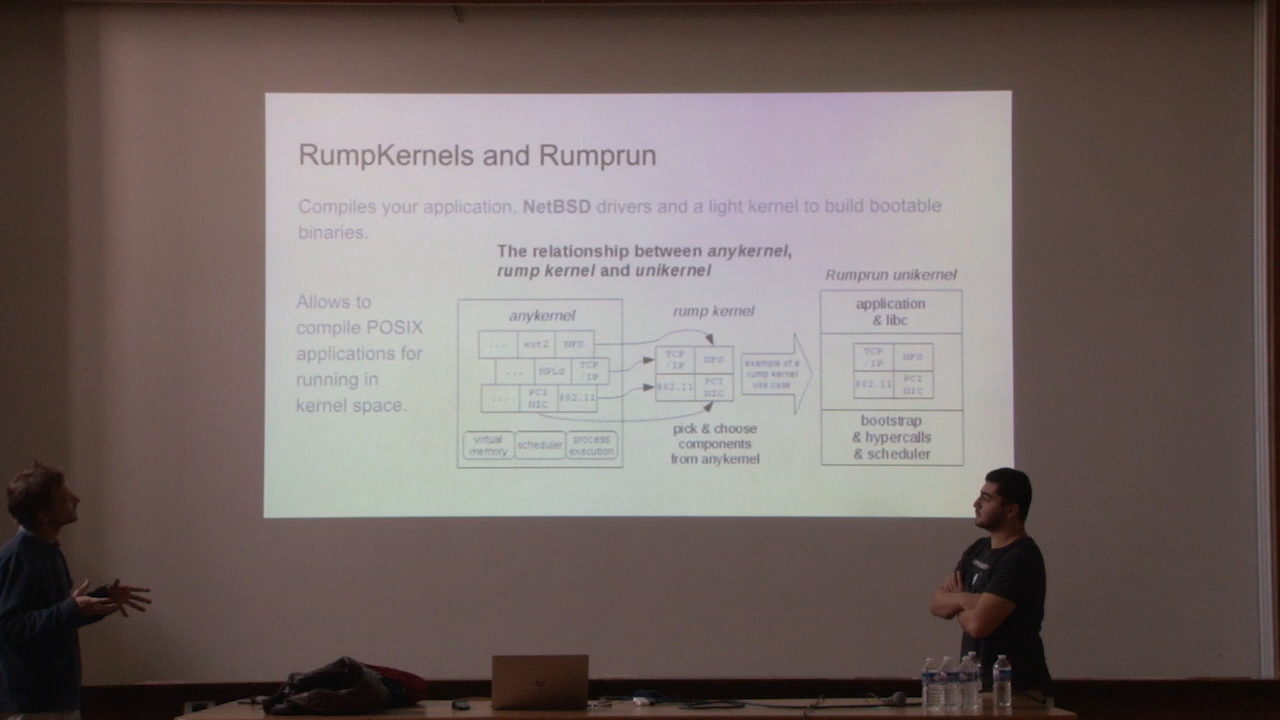 RumpKernels and Rumprun
Compiles your application, NetBSD drivers and a light kernel to build bootable
binaries.
The relationship between anykernel,
rump kernel and unikernel
Allows to
compile POSIX
applications for
running in
kernel space.
anykernel
... ext2 NFS
... MPLS TCP
/IP
... PCI
NIC 802.11
virtual
memory
scheduler
process
execution
rump kernel
TCP
/IP NFS
802.11 PCI
NIC
pick & choose
components
from anykernel
example of a
rump kernel
use case
Rumprun unikernel
application
& libc
TCP
/IP NFS
802.11 PCI
NIC
bootstrap
& hypercalls
& scheduler